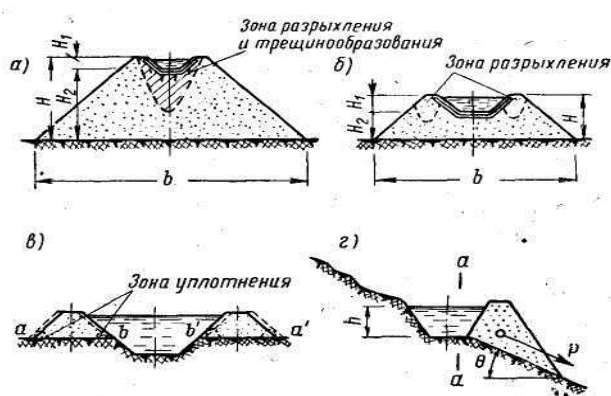 а)
Зона разрыхления
и трещинообразования
H₁
H₂
H
b
б)
Зона разрыхления
H₁
H₂
H
b
в)
Зона уплотнения
a
b
b'
a'
г)
a
h
a
θ
p